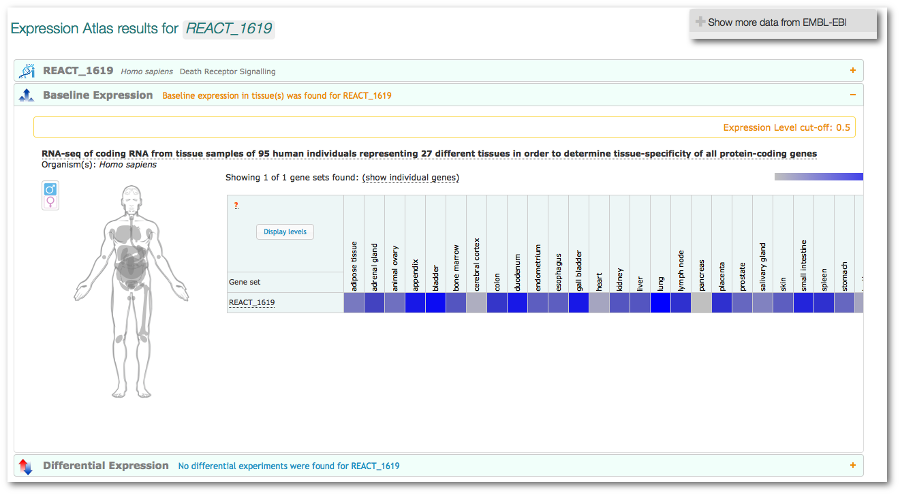 Expression Atlas results for REACT_1619
+ Show more data from EMBL-EBI
REACT_1619 Homo sapiens Death Receptor Signalling +
Baseline Expression Baseline expression in tissue(s) was found for REACT_1619 −
Expression Level cut-off: 0.5
RNA-seq of coding RNA from tissue samples of 95 human individuals representing 27 different tissues in order to determine tissue-specificity of all protein-coding genes
Organism(s): Homo sapiens
Showing 1 of 1 gene sets found: (show individual genes)
?
Display levels
adipose tissue
adrenal gland
animal ovary
appendix
bladder
bone marrow
cerebral cortex
colon
duodenum
endometrium
esophagus
gall bladder
heart
kidney
liver
lung
lymph node
pancreas
placenta
prostate
salivary gland
skin
small intestine
spleen
stomach
Gene set
REACT_1619
Differential Expression No differential experiments were found for REACT_1619 +